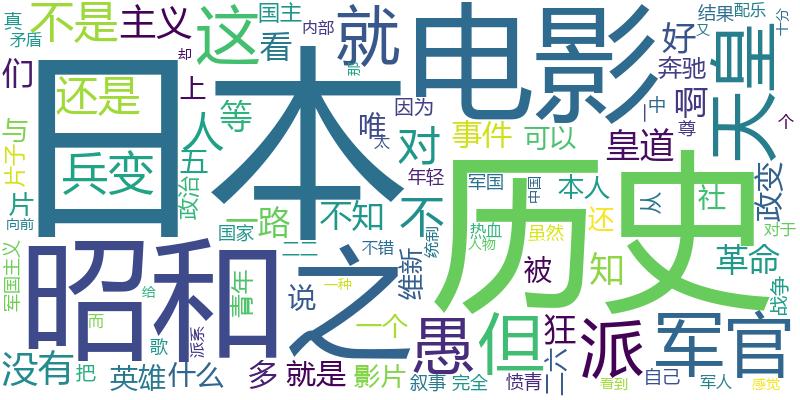 真 国主 内部 结果 配乐
矛盾 不是 主义 这 看 就 电影 好 又 十分
们 却 那 奔驰 天皇
还是 上 等 因为 一中 啊 尊 个
日本 人 唯 太 对 事件 可以 皇道
与 兵变 五 年轻 军国 本人 从 社 政变
片子 政治 中国
片 一路 不知 不 历史 还
向前 国家 二二 不错 统制 热血 虽然 对于
人物 革命
军国主义 昭和 青年 之 维新 被 知 战争
说 一种
给 一个 愚 但 狂 派 军官
而 歌 派系 二六
没有 把 英雄 什么 多 就是 影片 叙事 完全 愤青 看到 自己 军人 感觉